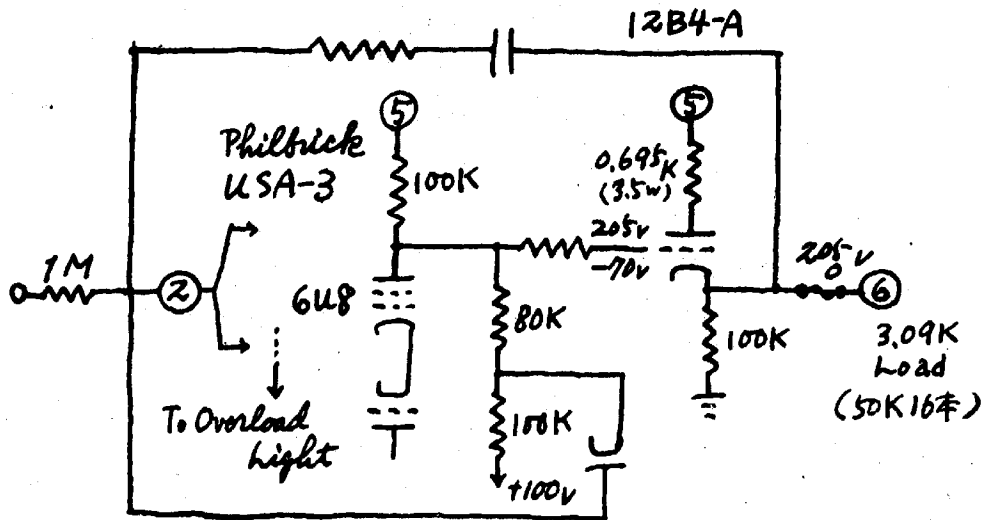 12B4-A
5
5
Philbrick
USA-3
100K
0.695K
(3.5W)
1M
2
205V
-70V
205V
0
6
6U8
80K
100K
3.09K
Load
(50K16本)
To Overload
Light
100K
+100V